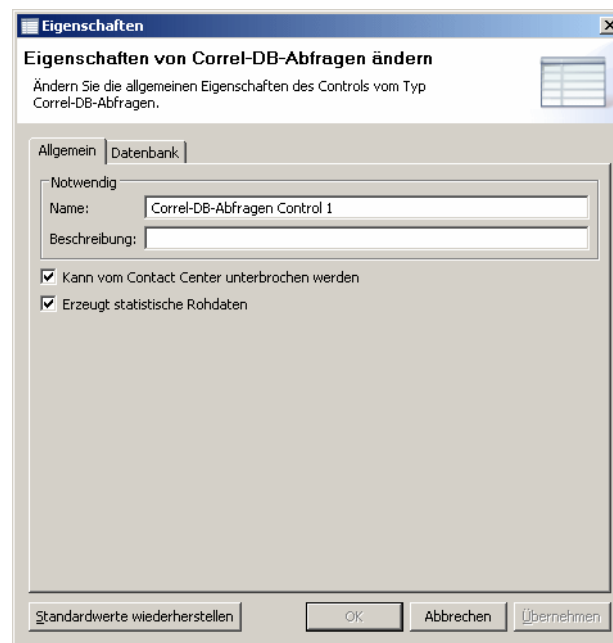 Eigenschaften
Eigenschaften von Correl-DB-Abfragen ändern
Ändern Sie die allgemeinen Eigenschaften des Controls vom Typ
Correl-DB-Abfragen.
Allgemein Datenbank
Notwendig
Name: Correl-DB-Abfragen Control 1
Beschreibung:
Kann vom Contact Center unterbrochen werden
Erzeugt statistische Rohdaten
Standardwerte wiederherstellen OK Abbrechen Übernehmen